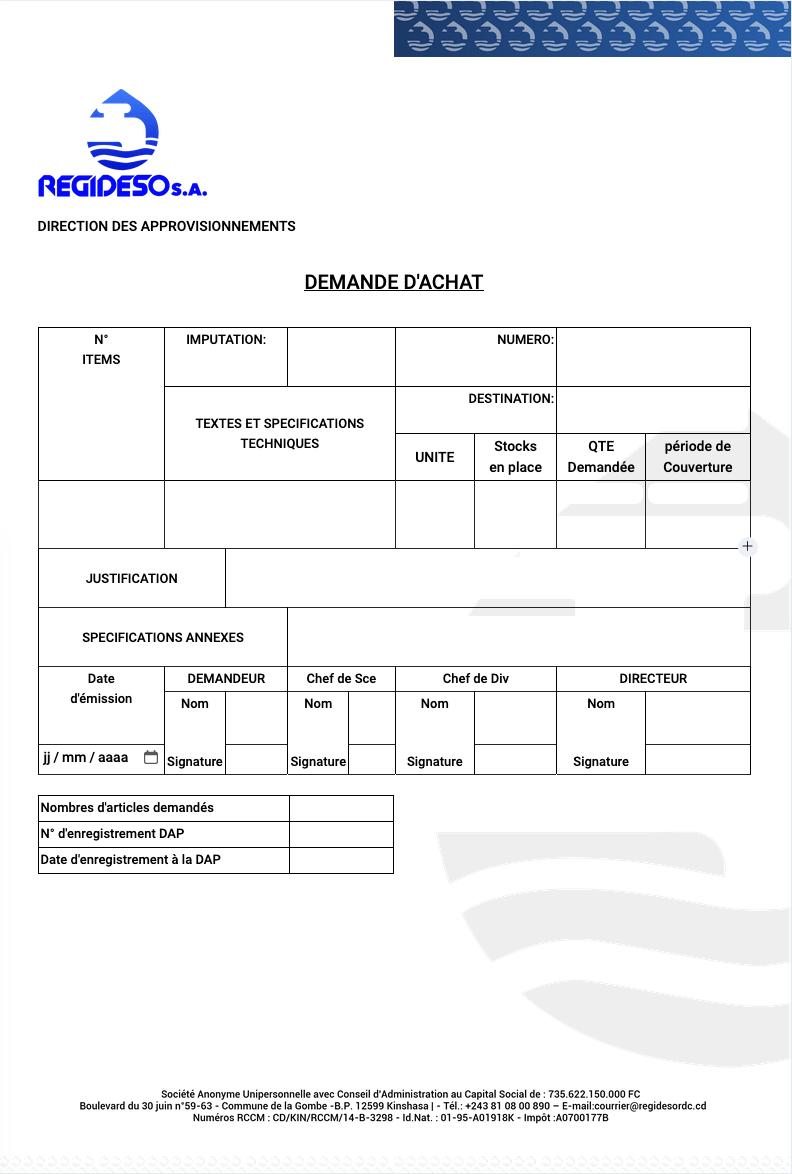 REGIDESO S.A.
DIRECTION DES APPROVISIONNEMENTS
DEMANDE D'ACHAT
N°
ITEMS
IMPUTATION:
NUMERO:
TEXTES ET SPECIFICATIONS
TECHNIQUES
DESTINATION:
UNITE
Stocks
en place
QTE
Demandée
période de
Couverture
+
JUSTIFICATION
SPECIFICATIONS ANNEXES
Date
d'émission
DEMANDEUR
Chef de Sce
Chef de Div
DIRECTEUR
Nom
Nom
Nom
Nom
jj / mm / aaaa
Signature
Signature
Signature
Signature
Nombres d'articles demandés
N° d'enregistrement DAP
Date d'enregistrement à la DAP
Société Anonyme Unipersonnelle avec Conseil d'Administration au Capital Social de : 735.622.150.000 FC
Boulevard du 30 juin n°59-63 - Commune de la Gombe -B.P. 12599 Kinshasa | - Tél.: +243 81 08 00 890 – E-mail:courrier@regidesordc.cd
Numéros RCCM : CD/KIN/RCCM/14-B-3298 - Id.Nat. : 01-95-A01918K - Impôt :A0700177B